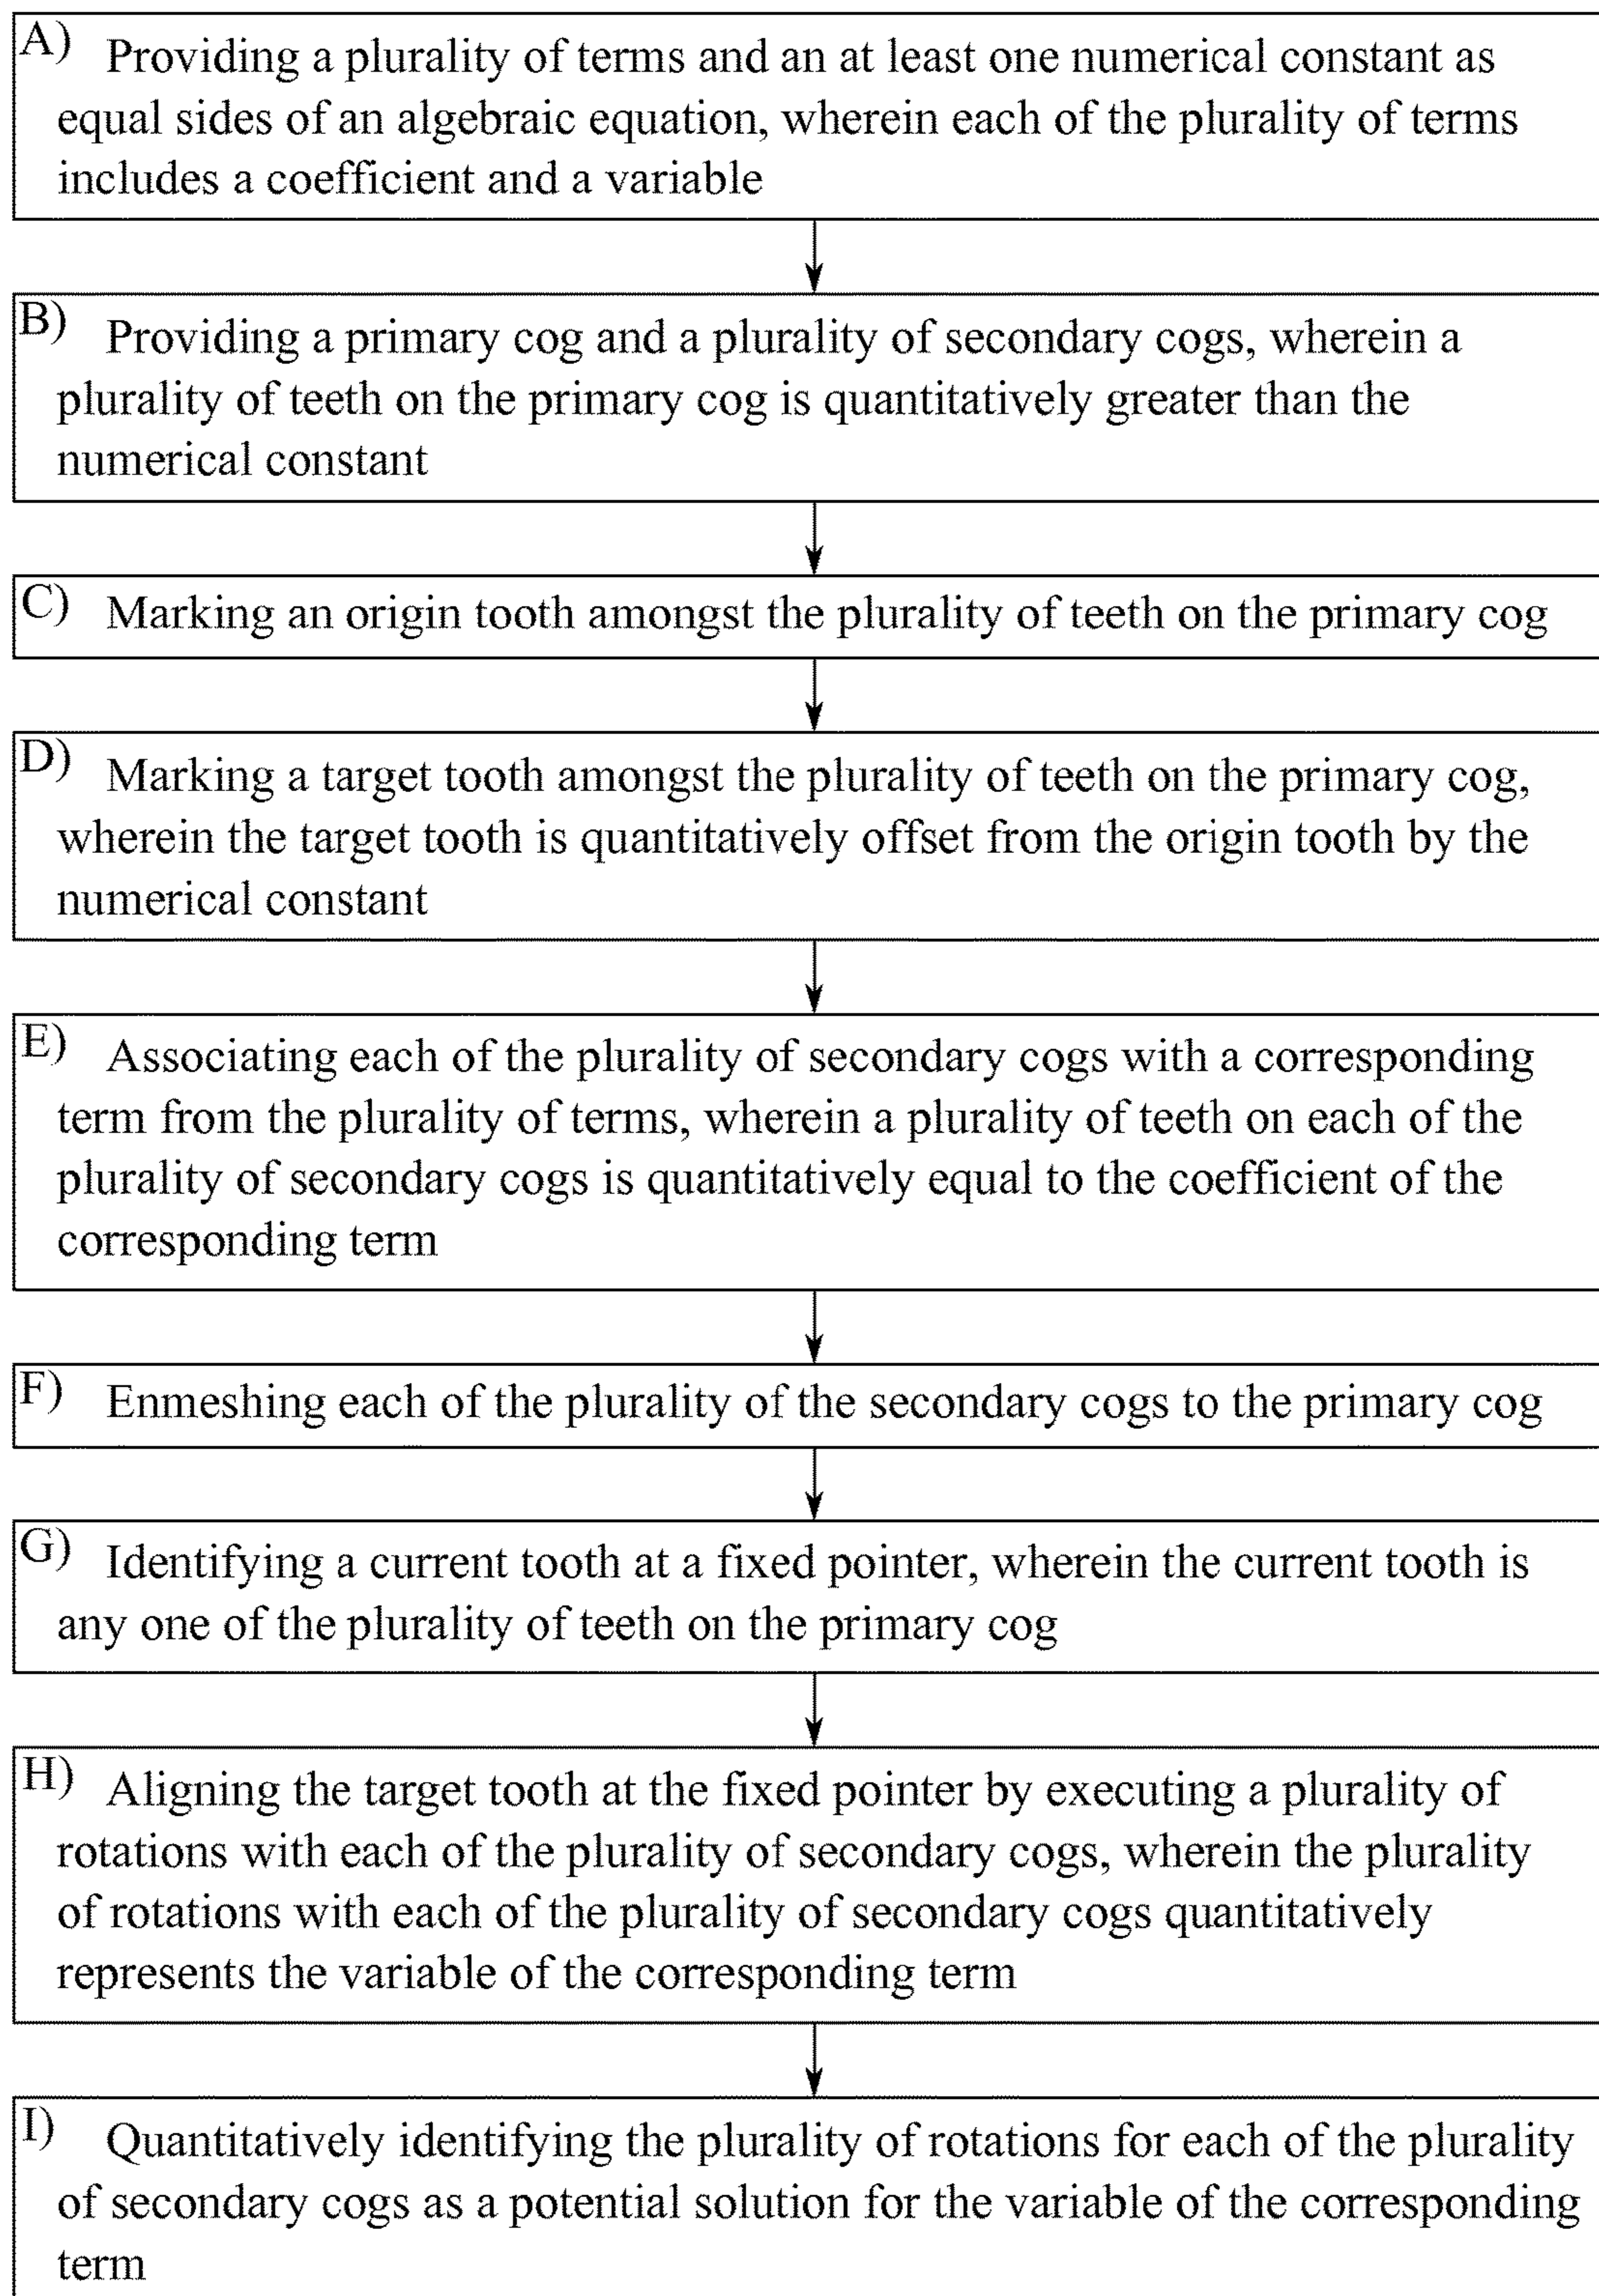 A) Providing a plurality of terms and an at least one numerical constant as
equal sides of an algebraic equation, wherein each of the plurality of terms
includes a coefficient and a variable
B) Providing a primary cog and a plurality of secondary cogs, wherein a
plurality of teeth on the primary cog is quantitatively greater than the
numerical constant
C) Marking an origin tooth amongst the plurality of teeth on the primary cog
D) Marking a target tooth amongst the plurality of teeth on the primary cog,
wherein the target tooth is quantitatively offset from the origin tooth by the
numerical constant
E) Associating each of the plurality of secondary cogs with a corresponding
term from the plurality of terms, wherein a plurality of teeth on each of the
plurality of secondary cogs is quantitatively equal to the coefficient of the
corresponding term
F) Enmeshing each of the plurality of the secondary cogs to the primary cog
G) Identifying a current tooth at a fixed pointer, wherein the current tooth is
any one of the plurality of teeth on the primary cog
H) Aligning the target tooth at the fixed pointer by executing a plurality of
rotations with each of the plurality of secondary cogs, wherein the plurality
of rotations with each of the plurality of secondary cogs quantitatively
represents the variable of the corresponding term
I) Quantitatively identifying the plurality of rotations for each of the plurality
of secondary cogs as a potential solution for the variable of the corresponding
term